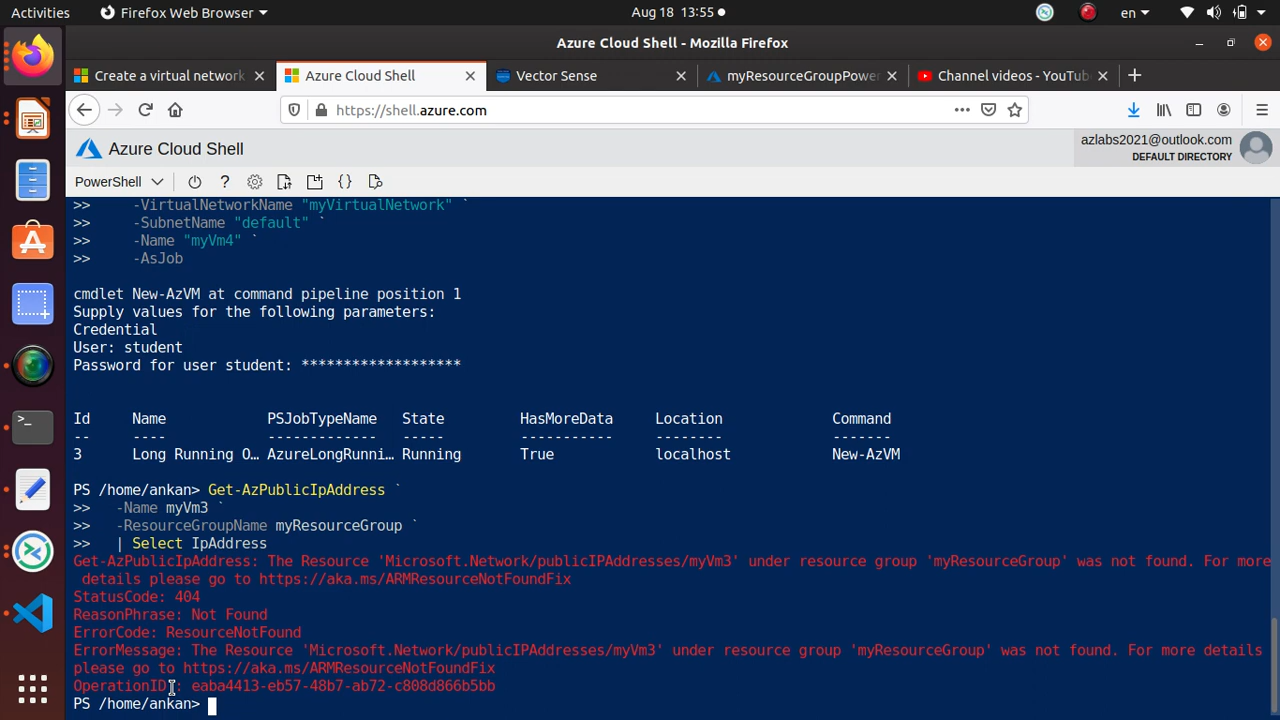 Activities Firefox Web Browser Aug 18 13:55 en
Azure Cloud Shell - Mozilla Firefox
Create a virtual network Azure Cloud Shell Vector Sense myResourceGroupPower Channel videos - YouTub
https://shell.azure.com
Azure Cloud Shell azlabs2021@outlook.com
DEFAULT DIRECTORY
PowerShell ? {}
>> -VirtualNetworkName "myVirtualNetwork" `
>> -SubnetName "default" `
>> -Name "myVm4" `
>> -AsJob
cmdlet New-AzVM at command pipeline position 1
Supply values for the following parameters:
Credential
User: student
Password for user student: *******************
Id Name PSJobTypeName State HasMoreData Location Command
-- ---- ------------- ----- ----------- -------- -------
3 Long Running O… AzureLongRunni… Running True localhost New-AzVM
PS /home/ankan> Get-AzPublicIpAddress `
>> -Name myVm3 `
>> -ResourceGroupName myResourceGroup `
>> | Select IpAddress
Get-AzPublicIpAddress: The Resource 'Microsoft.Network/publicIPAddresses/myVm3' under resource group 'myResourceGroup' was not found. For more
details please go to https://aka.ms/ARMResourceNotFoundFix
StatusCode: 404
ReasonPhrase: Not Found
ErrorCode: ResourceNotFound
ErrorMessage: The Resource 'Microsoft.Network/publicIPAddresses/myVm3' under resource group 'myResourceGroup' was not found. For more details
please go to https://aka.ms/ARMResourceNotFoundFix
OperationID : eaba4413-eb57-48b7-ab72-c808d866b5bb
PS /home/ankan>